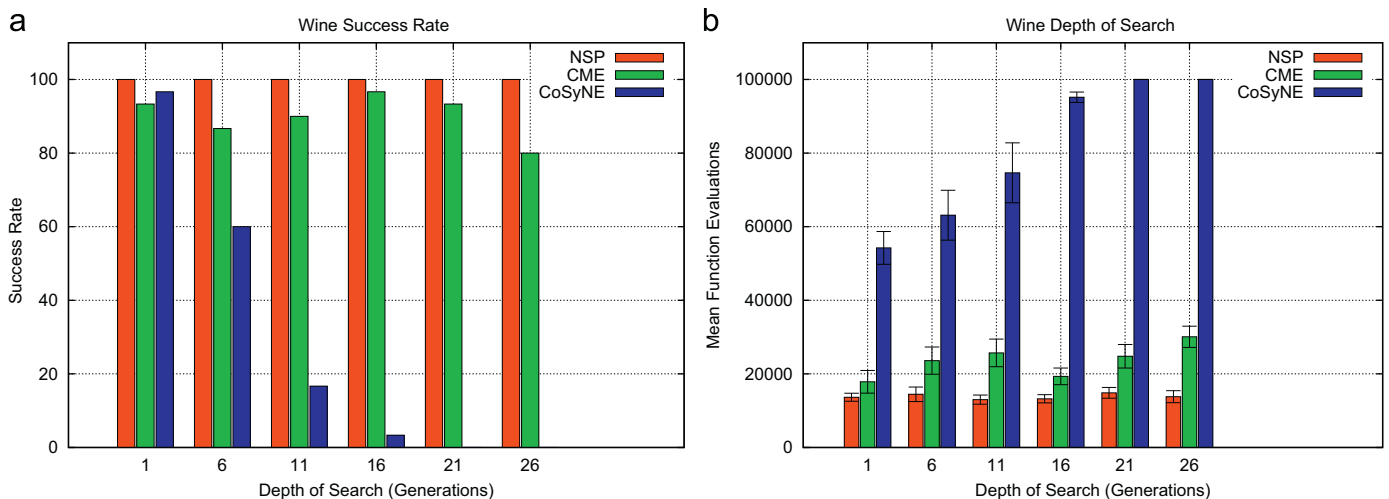 a
Wine Success Rate
NSP
CME
CoSyNE
100
80
60
40
20
0
Success Rate
1 6 11 16 21 26
Depth of Search (Generations)
b
Wine Depth of Search
NSP
CME
CoSyNE
100000
80000
60000
40000
20000
0
Mean Function Evaluations
1 6 11 16 21 26
Depth of Search (Generations)